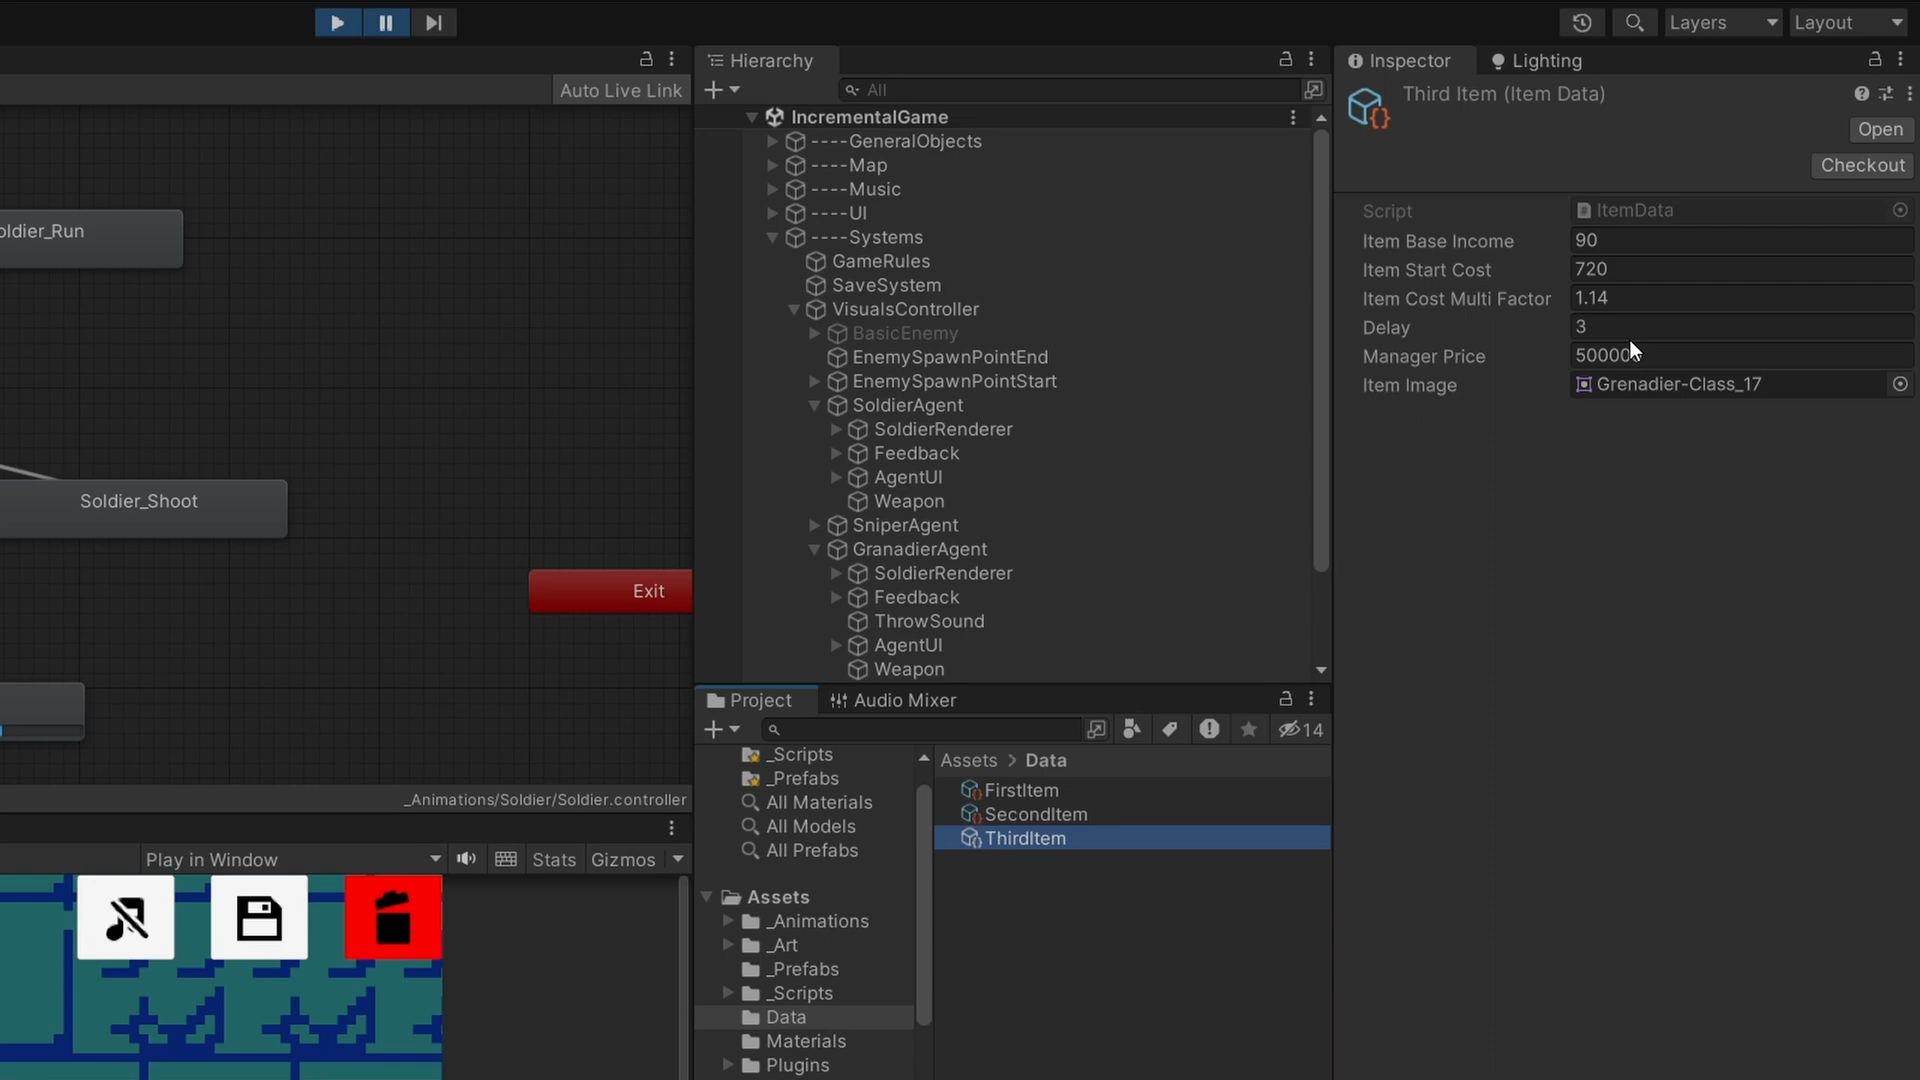 Layers
Layout
Auto Live Link
oldier_Run
Soldier_Shoot
Exit
_Animations/Soldier/Soldier.controller
Play in Window
Stats
Gizmos
Hierarchy
All
IncrementalGame
----GeneralObjects
----Map
----Music
----UI
----Systems
GameRules
SaveSystem
VisualsController
BasicEnemy
EnemySpawnPointEnd
EnemySpawnPointStart
SoldierAgent
SoldierRenderer
Feedback
AgentUI
Weapon
SniperAgent
GranadierAgent
SoldierRenderer
Feedback
ThrowSound
AgentUI
Weapon
Project
Audio Mixer
14
_Scripts
_Prefabs
All Materials
All Models
All Prefabs
Assets
_Animations
_Art
_Prefabs
_Scripts
Data
Materials
Plugins
Assets > Data
FirstItem
SecondItem
ThirdItem
Inspector
Lighting
Third Item (Item Data)
Open
Checkout
Script ItemData
Item Base Income 90
Item Start Cost 720
Item Cost Multi Factor 1.14
Delay 3
Manager Price
Item Image Grenadier-Class_17